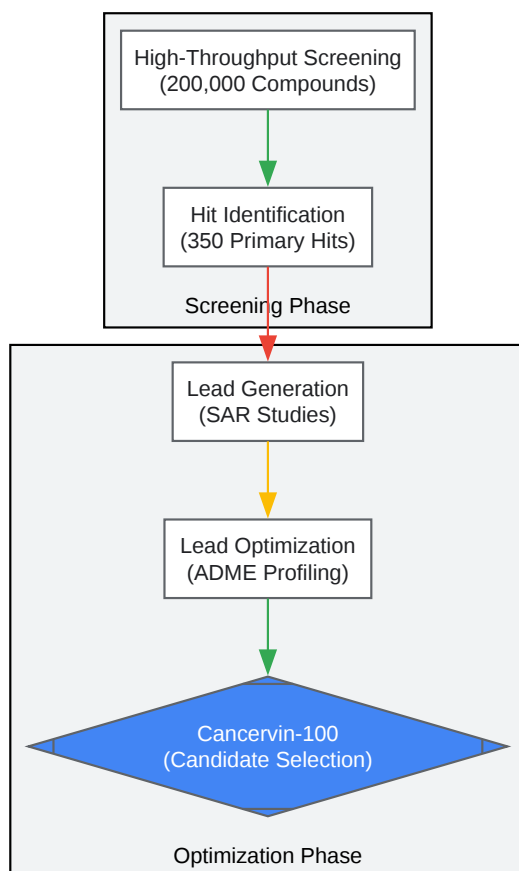 High-Throughput Screening
(200,000 Compounds)
Hit Identification
(350 Primary Hits)
Screening Phase
Lead Generation
(SAR Studies)
Lead Optimization
(ADME Profiling)
Cancervin-100
(Candidate Selection)
Optimization Phase